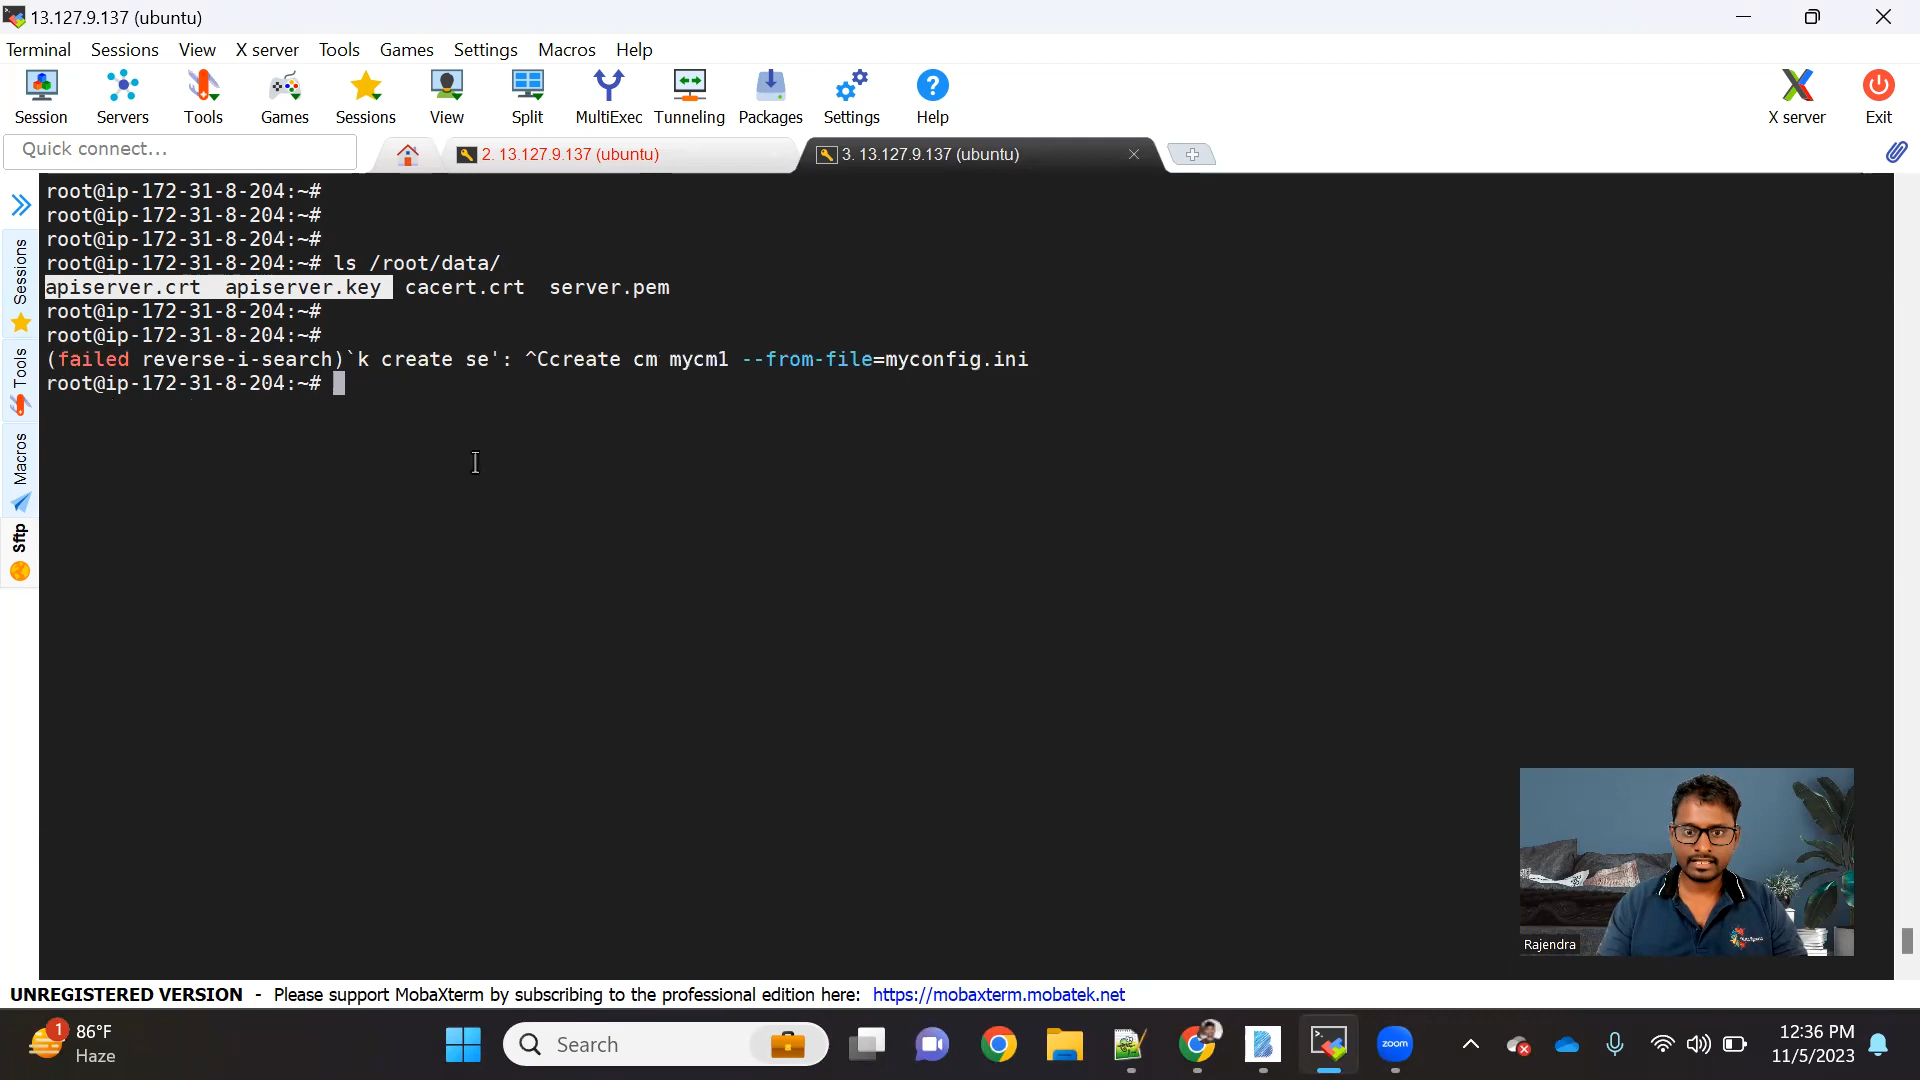 13.127.9.137 (ubuntu)
Terminal Sessions View X server Tools Games Settings Macros Help
Session Servers Tools Games Sessions View Split MultiExec Tunneling Packages Settings Help X server Exit
Quick connect...
2. 13.127.9.137 (ubuntu)
3. 13.127.9.137 (ubuntu)
Sessions
Tools
Macros
Sftp
root@ip-172-31-8-204:~#
root@ip-172-31-8-204:~#
root@ip-172-31-8-204:~#
root@ip-172-31-8-204:~# ls /root/data/
apiserver.crt  apiserver.key  cacert.crt  server.pem
root@ip-172-31-8-204:~#
root@ip-172-31-8-204:~#
(failed reverse-i-search)`k create se': ^Ccreate cm mycm1 --from-file=myconfig.ini
root@ip-172-31-8-204:~#
Rajendra
UNREGISTERED VERSION - Please support MobaXterm by subscribing to the professional edition here: https://mobaxterm.mobatek.net
1
86°F
Haze
Search
zoom
12:36 PM
11/5/2023